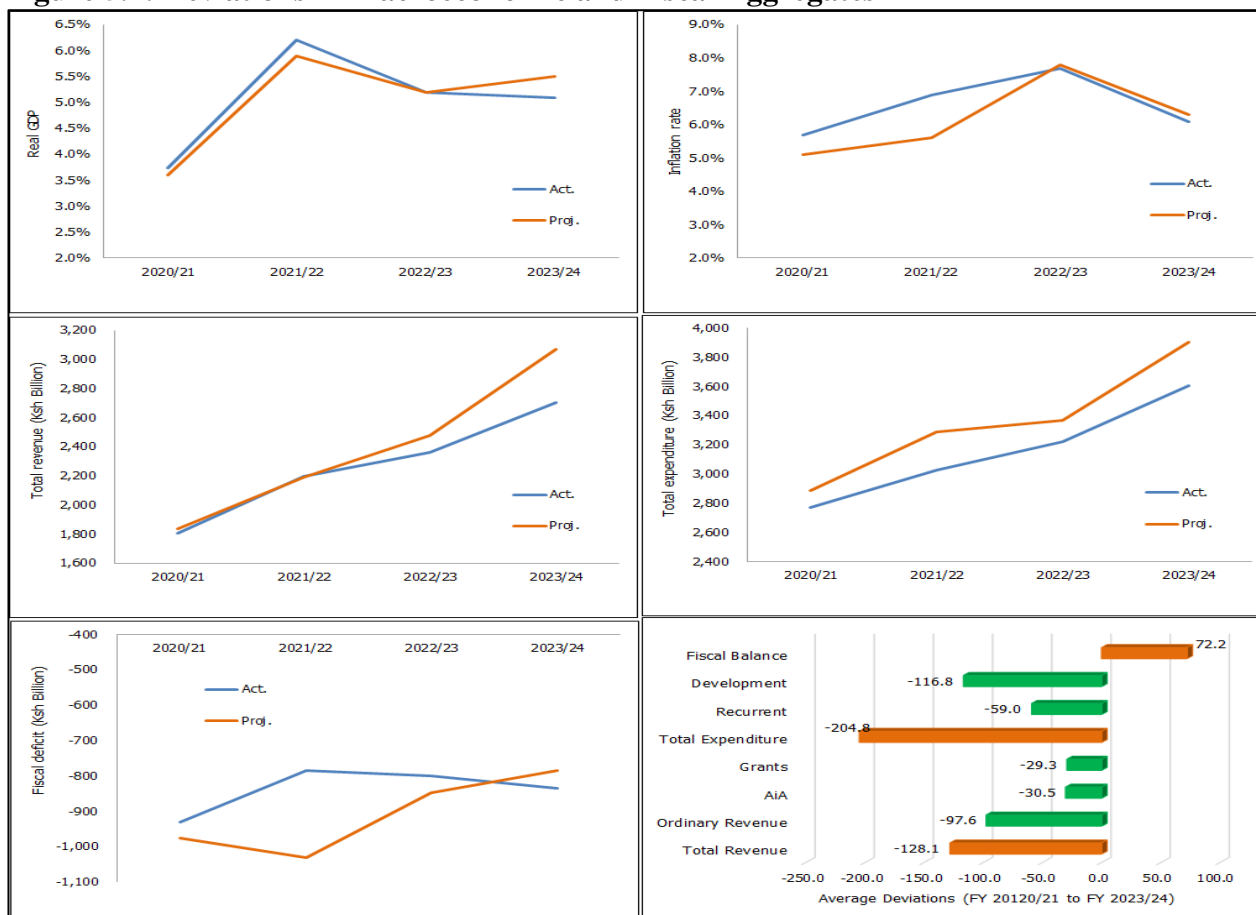 Deviations in Macroeconomic and Fiscal Aggregates
6.5%
6.0%
5.5%
5.0%
4.5%
4.0%
3.5%
3.0%
2.5%
2.0%
Real GDP
Act.
Proj.
2020/21 2021/22 2022/23 2023/24
9.0%
8.0%
7.0%
6.0%
5.0%
4.0%
3.0%
2.0%
Inflation rate
Act.
Proj.
2020/21 2021/22 2022/23 2023/24
3,200
3,000
2,800
2,600
2,400
2,200
2,000
1,800
1,600
Total revenue (Ksh Billion)
Act.
Proj.
2020/21 2021/22 2022/23 2023/24
4,000
3,800
3,600
3,400
3,200
3,000
2,800
2,600
2,400
Total expenditure (Ksh Billion)
Act.
Proj.
2020/21 2021/22 2022/23 2023/24
-400
-500
-600
-700
-800
-900
-1,000
-1,100
Fiscal deficit (Ksh Billion)
2020/21 2021/22 2022/23 2023/24
Act.
Proj.
Fiscal Balance 72.2
Development -116.8
Recurrent -59.0
Total Expenditure -204.8
Grants -29.3
AiA -30.5
Ordinary Revenue -97.6
Total Revenue -128.1
-250.0 -200.0 -150.0 -100.0 -50.0 0.0 50.0 100.0
Average Deviations (FY 20120/21 to FY 2023/24)